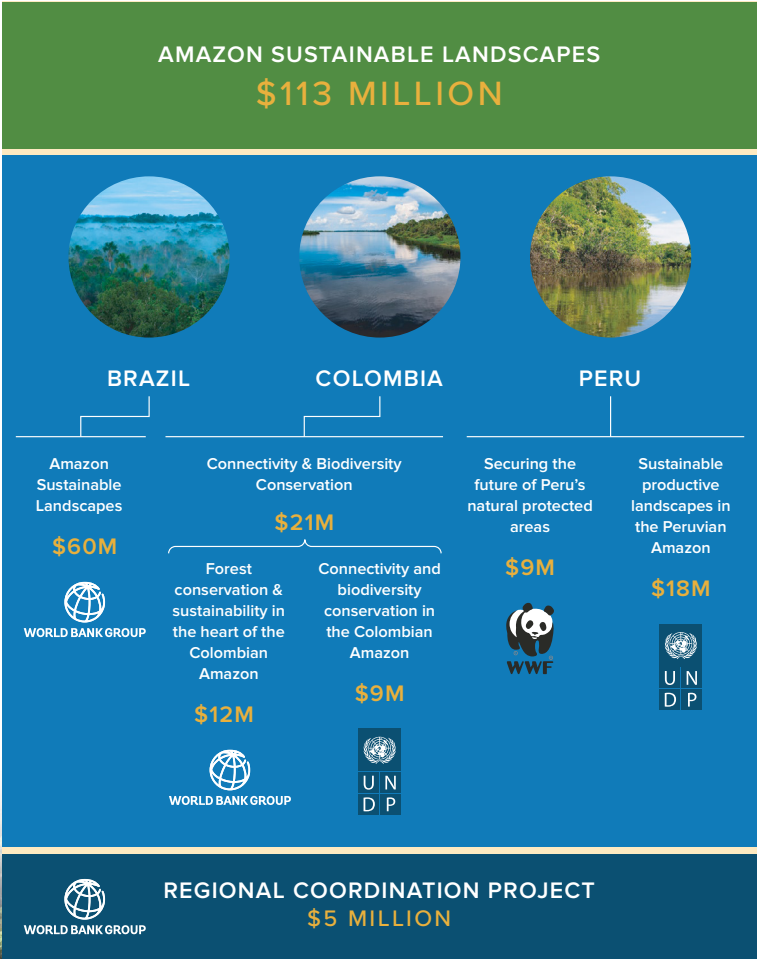 AMAZON SUSTAINABLE LANDSCAPES
$113 MILLION
BRAZIL
COLOMBIA
PERU
Amazon
Sustainable
Landscapes
$60M
WORLD BANK GROUP
Connectivity & Biodiversity
Conservation
$21M
Forest
conservation &
sustainability in
the heart of the
Colombian
Amazon
$12M
WORLD BANK GROUP
Connectivity and
biodiversity
conservation in
the Colombian
Amazon
$9M
U N
D P
Securing the
future of Peru's
natural protected
areas
$9M
WWF
Sustainable
productive
landscapes in
the Peruvian
Amazon
$18M
U N
D P
WORLD BANK GROUP
REGIONAL COORDINATION PROJECT
$5 MILLION